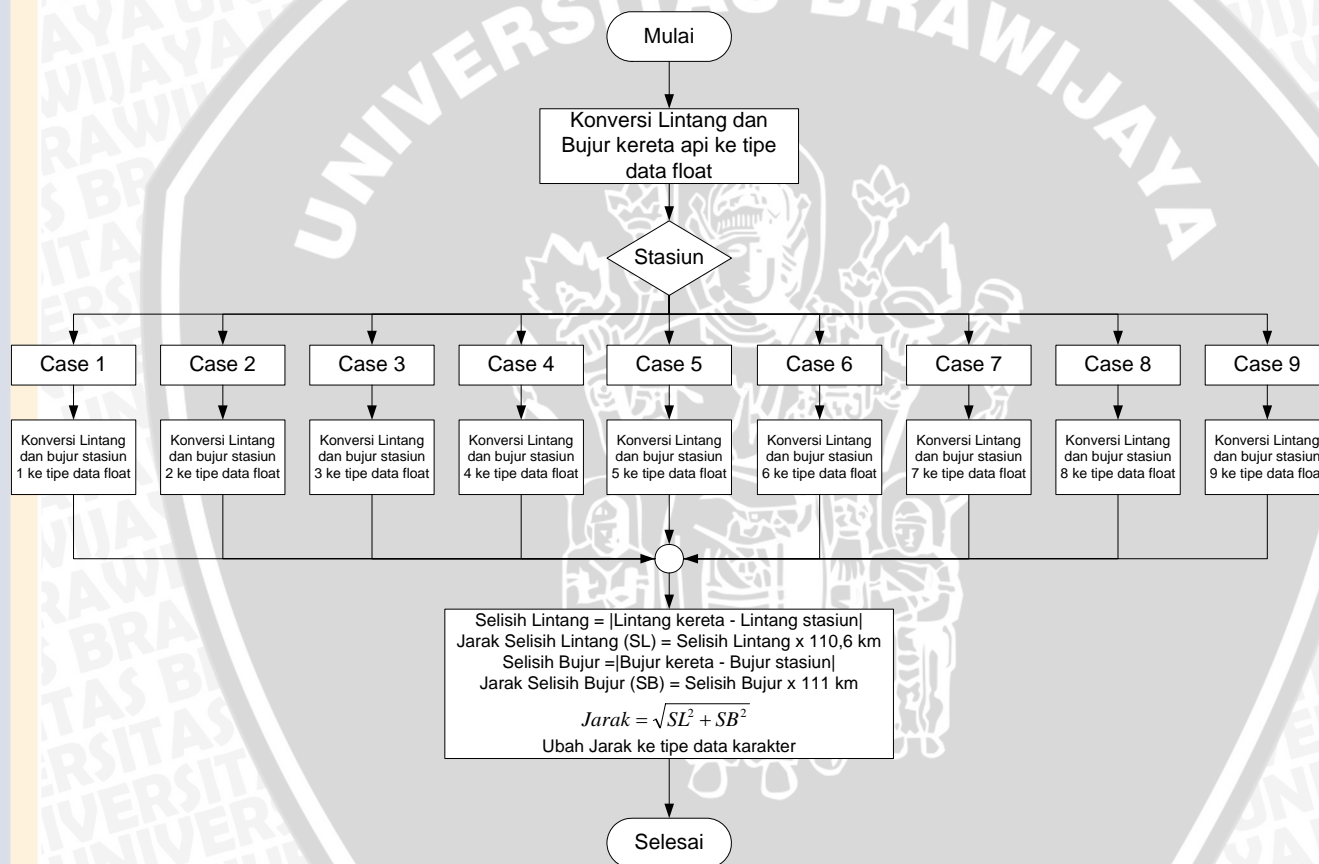 UNIVERSITAS BRAWIJAYA
Mulai
Konversi Lintang dan
Bujur kereta api ke tipe
data float
Stasiun
Case 1
Case 2
Case 3
Case 4
Case 5
Case 6
Case 7
Case 8
Case 9
Konversi Lintang
dan bujur stasiun
1 ke tipe data float
Konversi Lintang
dan bujur stasiun
2 ke tipe data float
Konversi Lintang
dan bujur stasiun
3 ke tipe data float
Konversi Lintang
dan bujur stasiun
4 ke tipe data float
Konversi Lintang
dan bujur stasiun
5 ke tipe data float
Konversi Lintang
dan bujur stasiun
6 ke tipe data float
Konversi Lintang
dan bujur stasiun
7 ke tipe data float
Konversi Lintang
dan bujur stasiun
8 ke tipe data float
Konversi Lintang
dan bujur stasiun
9 ke tipe data float
Selisih Lintang = |Lintang kereta - Lintang stasiun|
Jarak Selisih Lintang (SL) = Selisih Lintang x 110,6 km
Selisih Bujur =|Bujur kereta - Bujur stasiun|
Jarak Selisih Bujur (SB) = Selisih Bujur x 111 km
Jarak = √SL² + SB²
Ubah Jarak ke tipe data karakter
Selesai